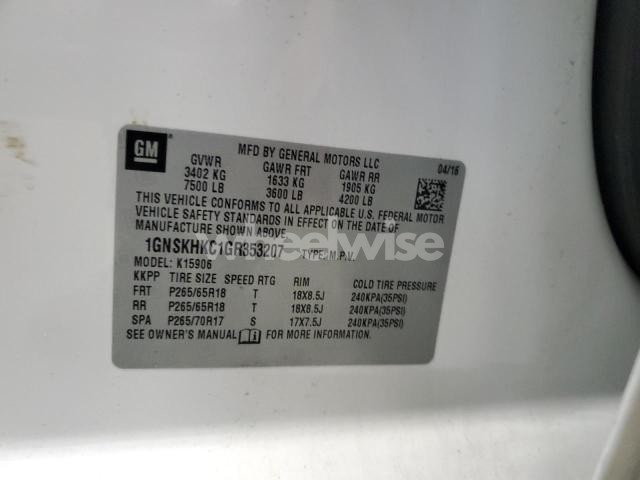 GM
MFD BY GENERAL MOTORS LLC
04/16
GVWR GAWR FRT GAWR RR
3402 KG 1633 KG 1905 KG
7500 LB 3600 LB 4200 LB
THIS VEHICLE CONFORMS TO ALL APPLICABLE U.S. FEDERAL MOTOR
VEHICLE SAFETY STANDARDS IN EFFECT ON THE DATE OF
MANUFACTURE SHOWN ABOVE.
1GNSKHKC1GR353207 TYPE: M.P.V.
wheelwise
MODEL: K15906
KKPP TIRE SIZE SPEED RTG RIM COLD TIRE PRESSURE
FRT P265/65R18 T 18X8.5J 240KPA(35PSI)
RR P265/65R18 T 18X8.5J 240KPA(35PSI)
SPA P265/70R17 S 17X7.5J 240KPA(35PSI)
SEE OWNER'S MANUAL FOR ADDITIONAL INFORMATION.